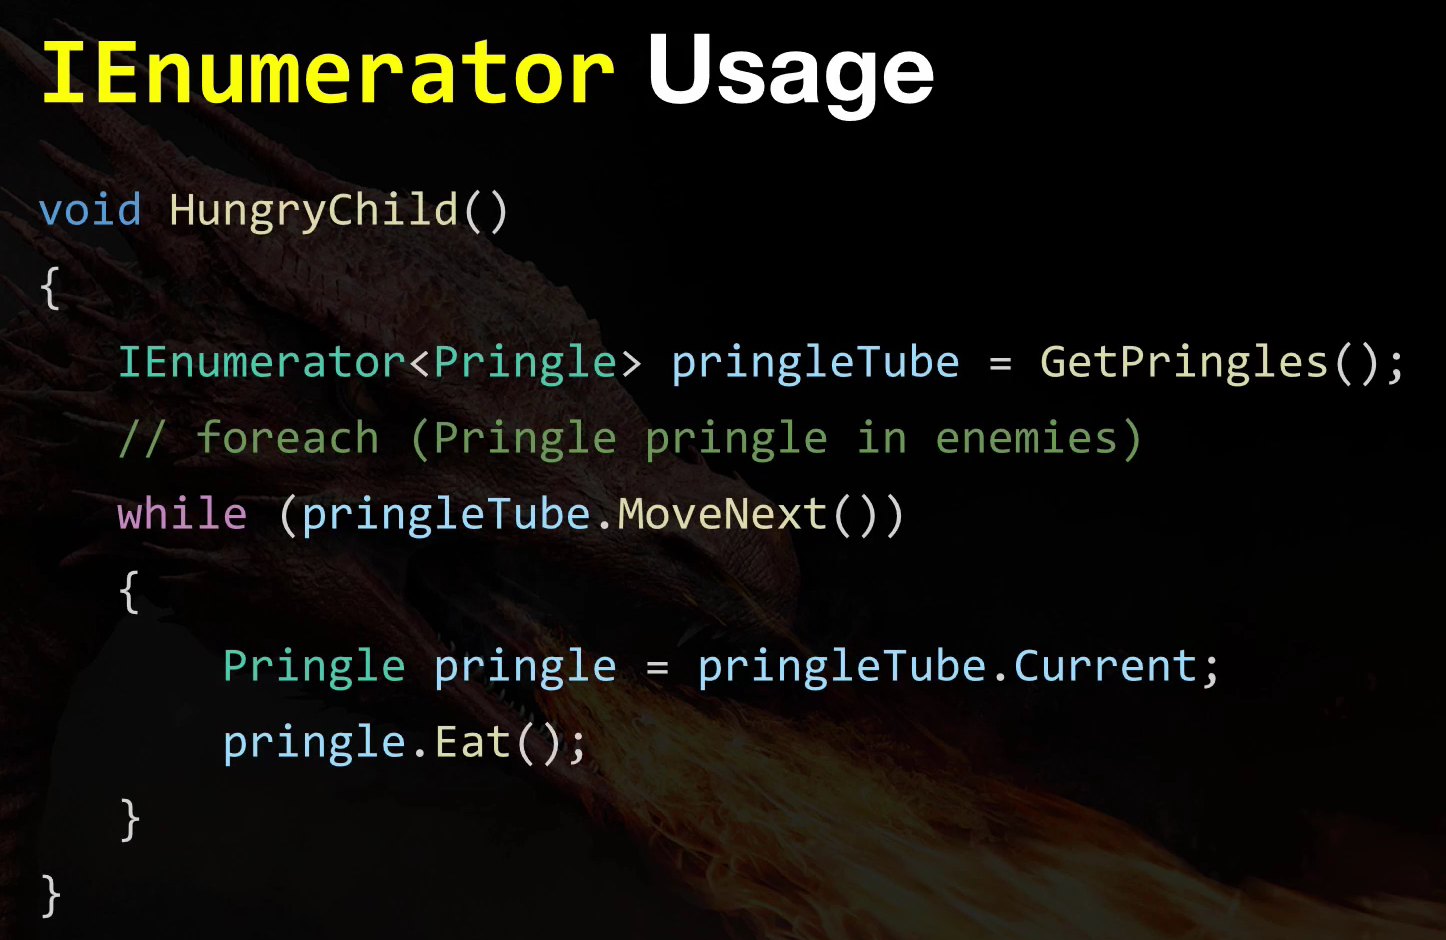 IEnumerator Usage
void HungryChild()
{
IEnumerator<Pringle> pringleTube = GetPringles();
// foreach (Pringle pringle in enemies)
while (pringleTube.MoveNext())
{
Pringle pringle = pringleTube.Current;
pringle.Eat();
}
}